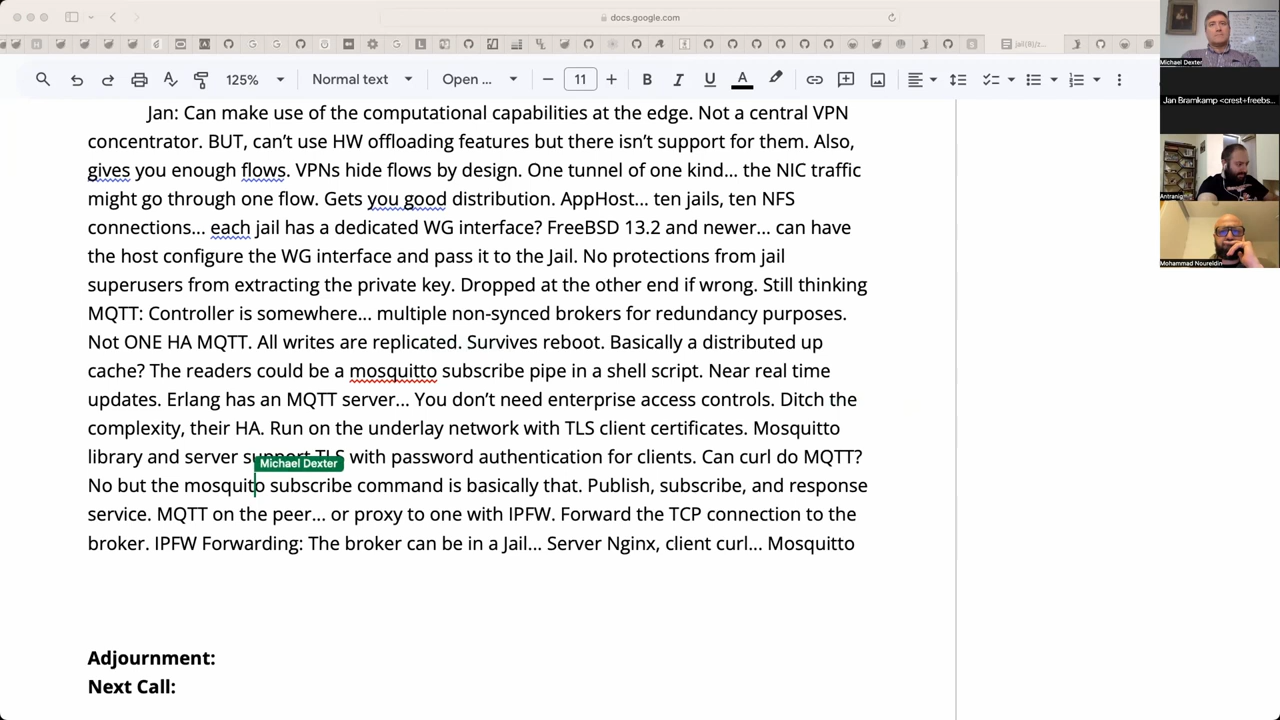 docs.google.com
jail(8)/z...
125%
Normal text
Open ...
11
B
I
U
A
Jan: Can make use of the computational capabilities at the edge. Not a central VPN
concentrator. BUT, can’t use HW offloading features but there isn’t support for them. Also,
gives you enough flows. VPNs hide flows by design. One tunnel of one kind… the NIC traffic
might go through one flow. Gets you good distribution. AppHost… ten jails, ten NFS
connections… each jail has a dedicated WG interface? FreeBSD 13.2 and newer… can have
the host configure the WG interface and pass it to the Jail. No protections from jail
superusers from extracting the private key. Dropped at the other end if wrong. Still thinking
MQTT: Controller is somewhere… multiple non-synced brokers for redundancy purposes.
Not ONE HA MQTT. All writes are replicated. Survives reboot. Basically a distributed up
cache? The readers could be a mosquitto subscribe pipe in a shell script. Near real time
updates. Erlang has an MQTT server… You don’t need enterprise access controls. Ditch the
complexity, their HA. Run on the underlay network with TLS client certificates. Mosquitto
library and server support TLS with password authentication for clients. Can curl do MQTT?
Michael Dexter
No but the mosquito subscribe command is basically that. Publish, subscribe, and response
service. MQTT on the peer… or proxy to one with IPFW. Forward the TCP connection to the
broker. IPFW Forwarding: The broker can be in a Jail… Server Nginx, client curl… Mosquitto
Adjournment:
Next Call:
Michael Dexter
Jan Bramkamp <crest+freebs...
Antranig
Mohammad Noureldin